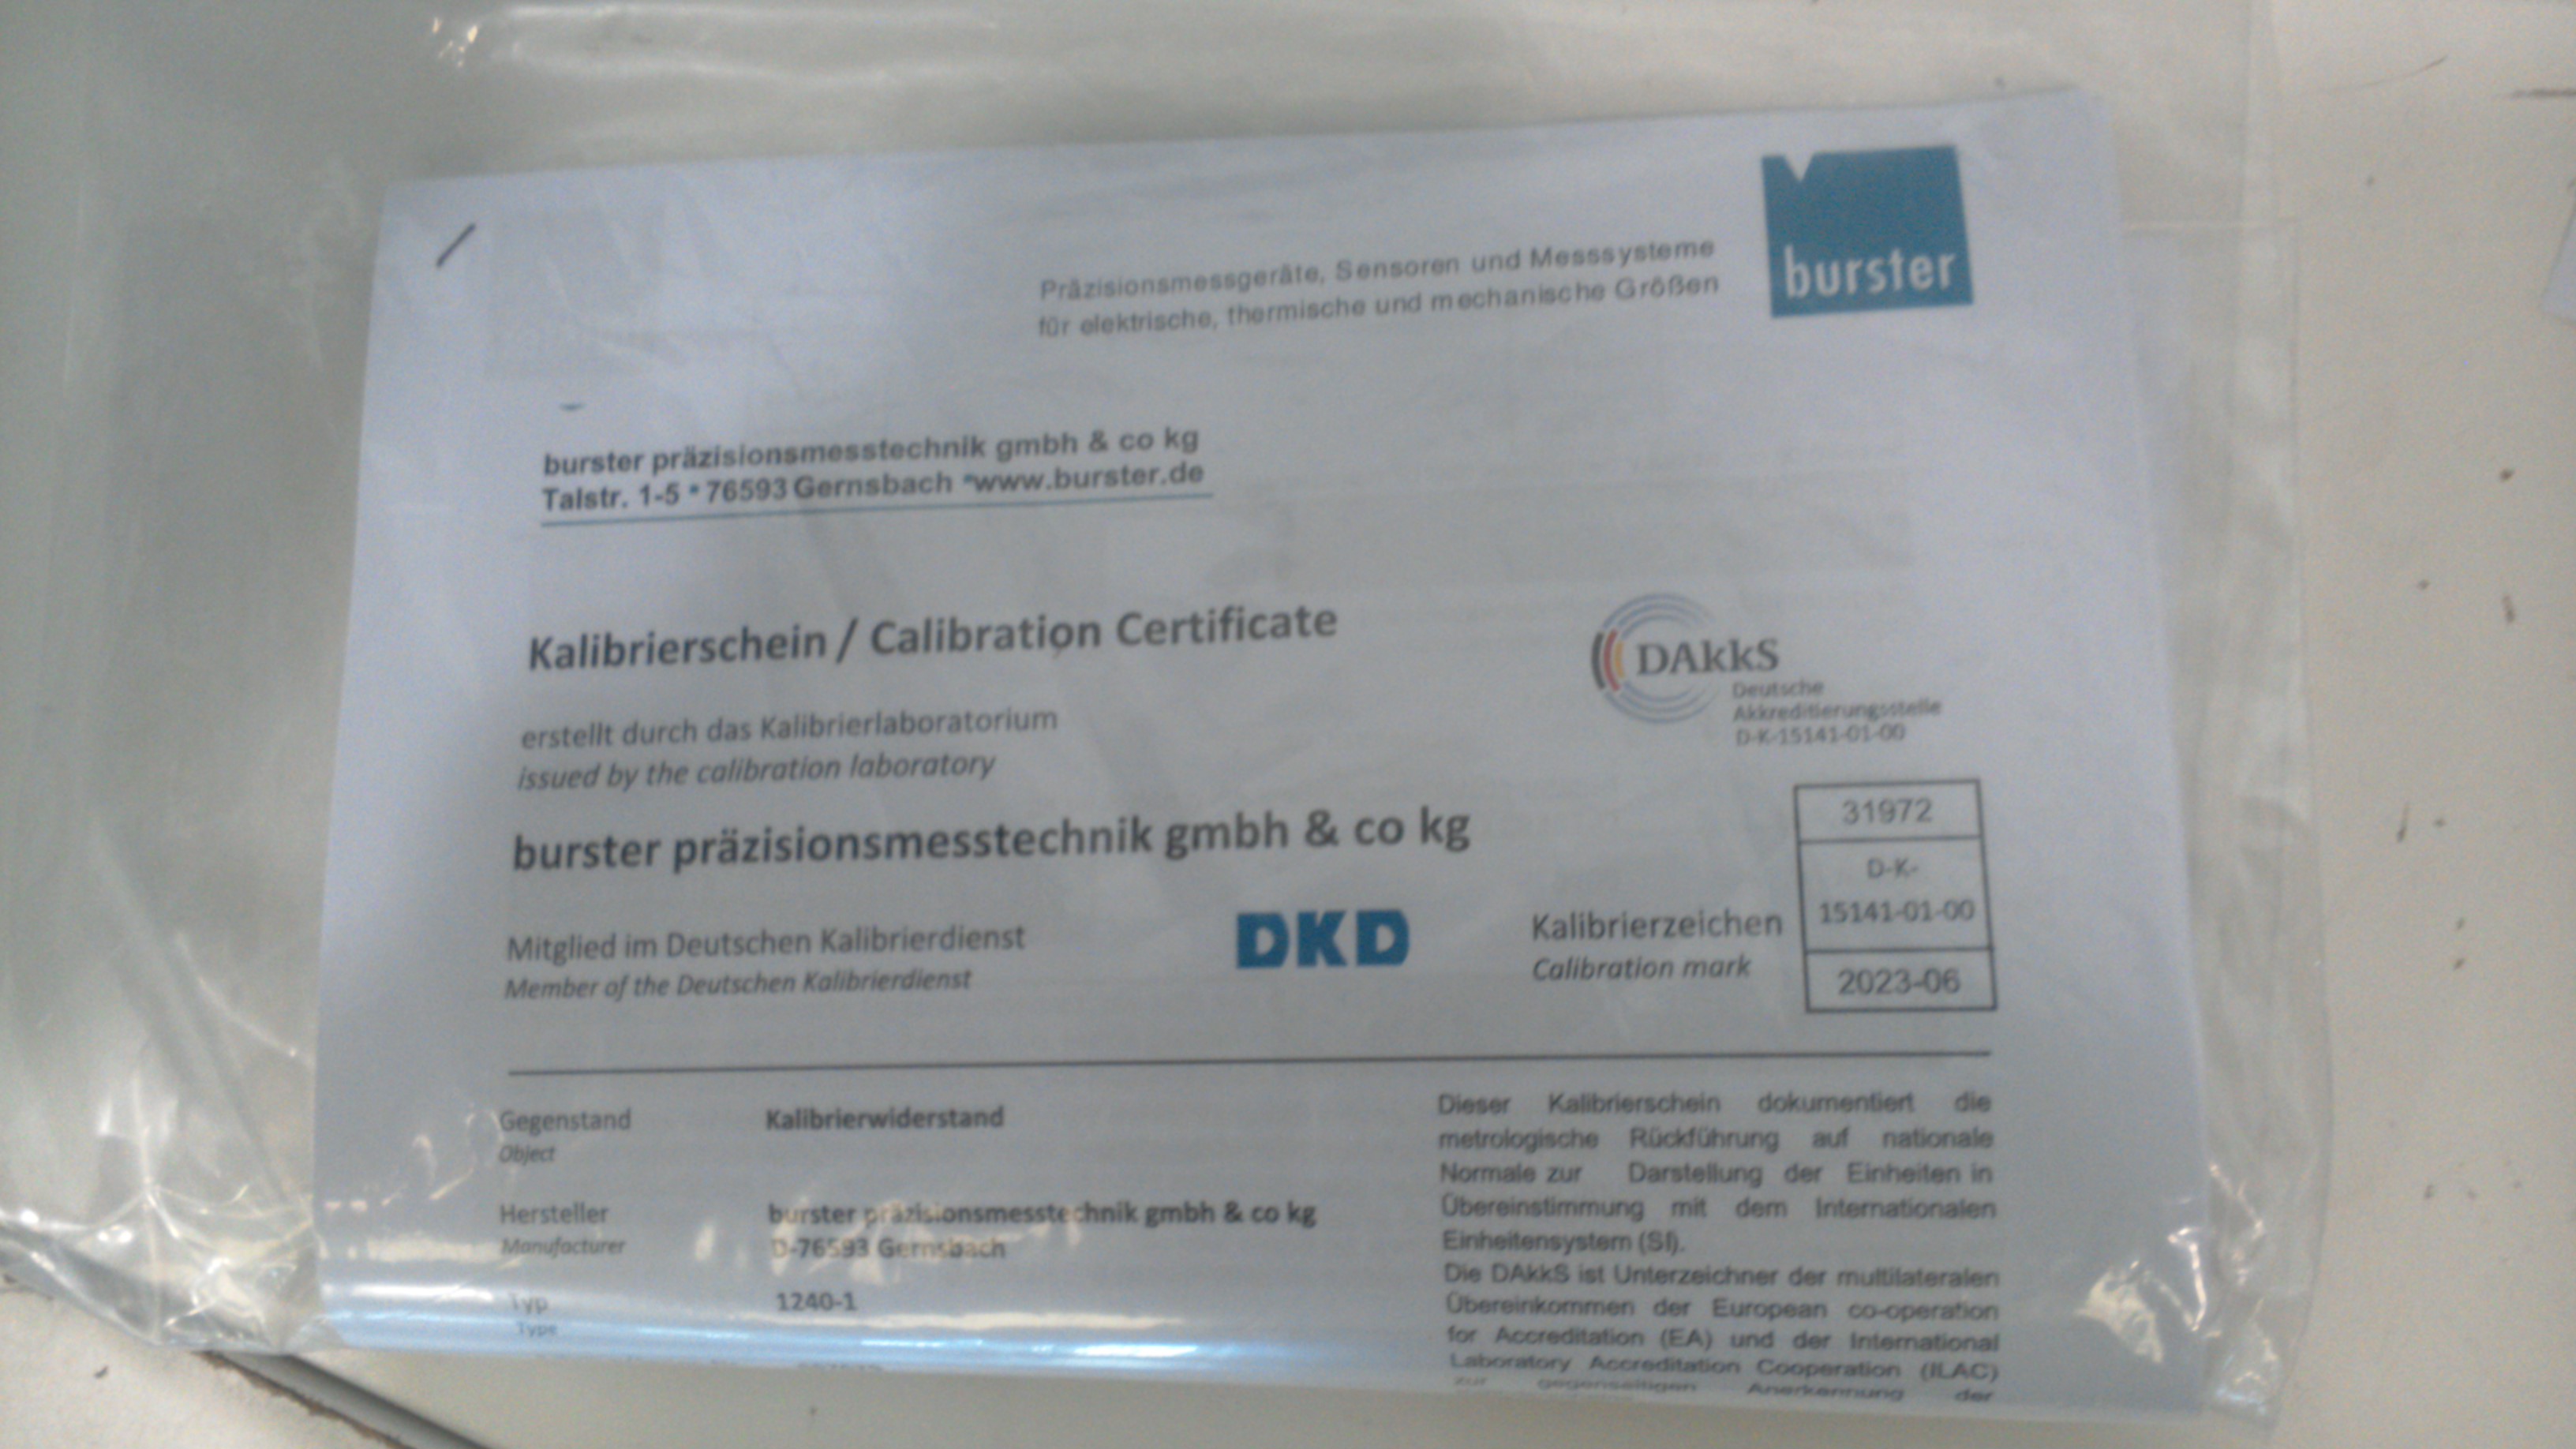 Präzisionsmessgeräte, Sensoren und Messsysteme
für elektrische, thermische und mechanische Größen
burster
burster präzisionsmesstechnik gmbh & co kg
Talstr. 1-5 * 76593 Gernsbach *www.burster.de
Kalibrierschein / Calibration Certificate
erstellt durch das Kalibrierlaboratorium
issued by the calibration laboratory
DAkkS
Deutsche
Akkreditierungsstelle
D-K-15141-01-00
burster präzisionsmesstechnik gmbh & co kg
Mitglied im Deutschen Kalibrierdienst
Member of the Deutschen Kalibrierdienst
DKD
Kalibrierzeichen
Calibration mark
31972
D-K-
15141-01-00
2023-06
Gegenstand
Object
Kalibrierwiderstand
Hersteller
Manufacturer
burster präzisionsmesstechnik gmbh & co kg
D-76593 Gernsbach
Typ
Type
1240-1
Dieser Kalibrierschein dokumentiert die
metrologische Rückführung auf nationale
Normale zur Darstellung der Einheiten in
Übereinstimmung mit dem Internationalen
Einheitensystem (SI).
Die DAkkS ist Unterzeichner der multilateralen
Übereinkommen der European co-operation
for Accreditation (EA) und der International
Laboratory Accreditation Cooperation (ILAC)
zur gegenseitigen Anerkennung der